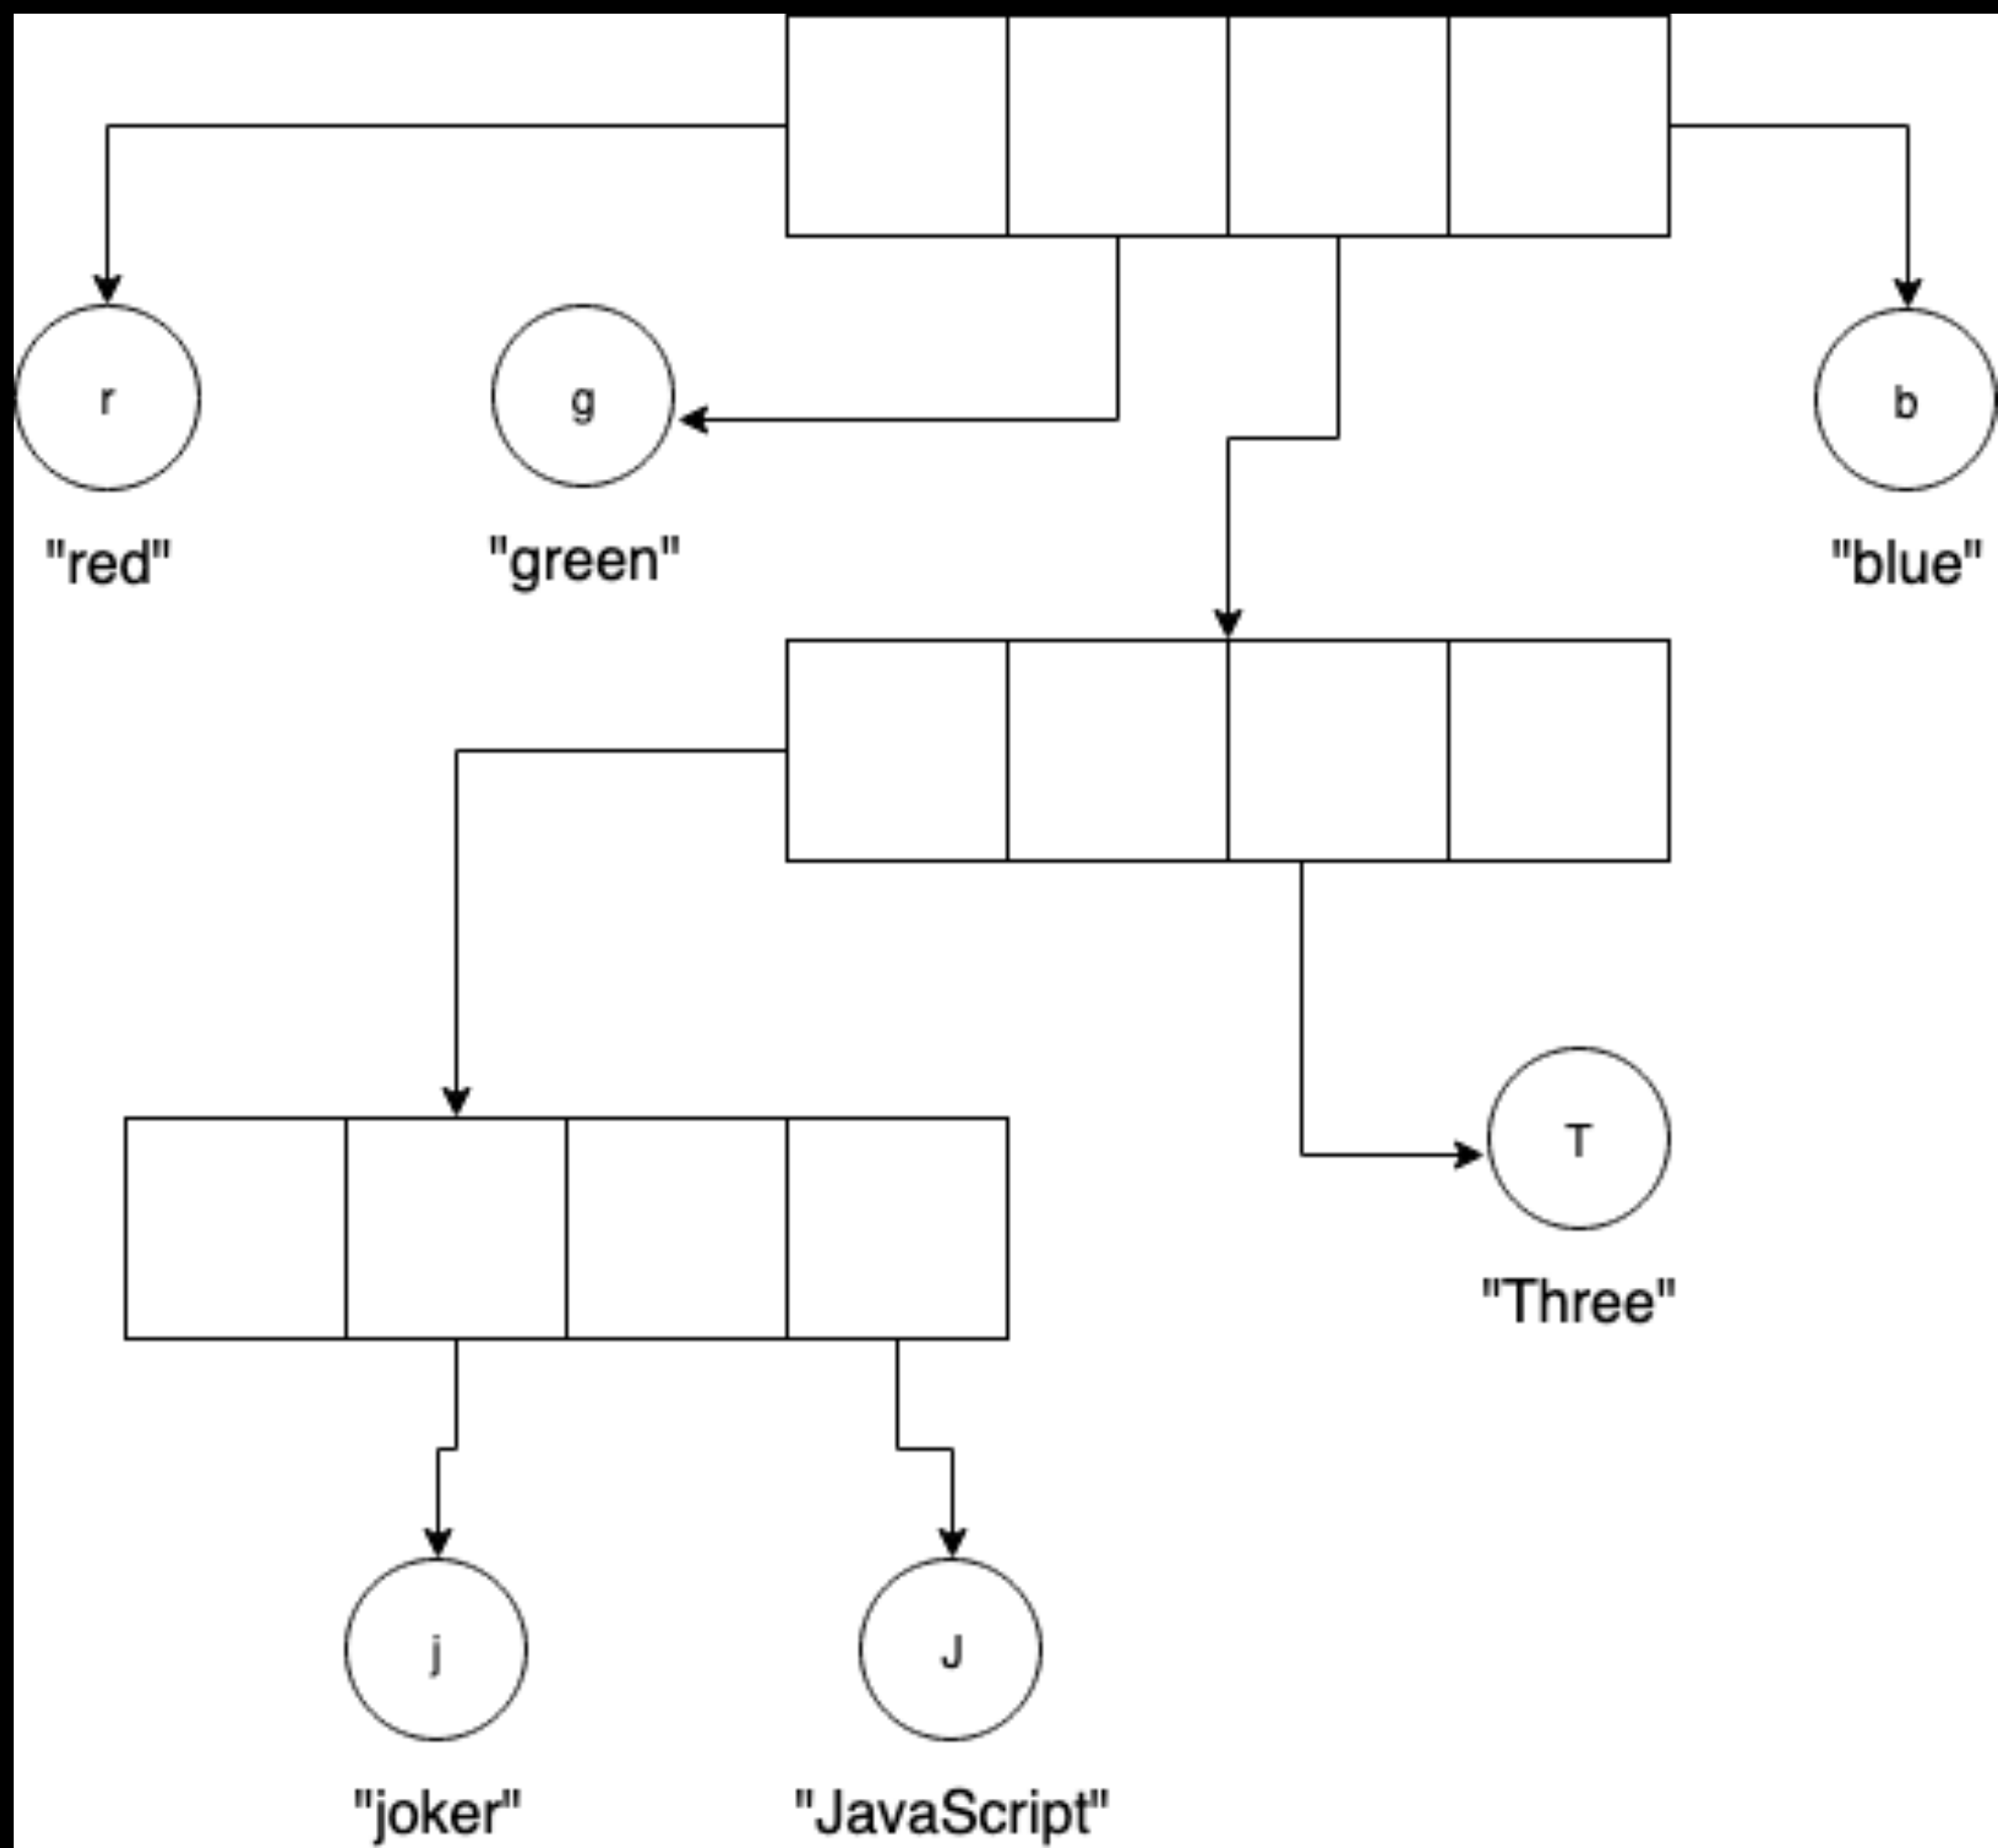 r
g
b
"red"
"green"
"blue"
T
"Three"
j
J
"joker"
"JavaScript"